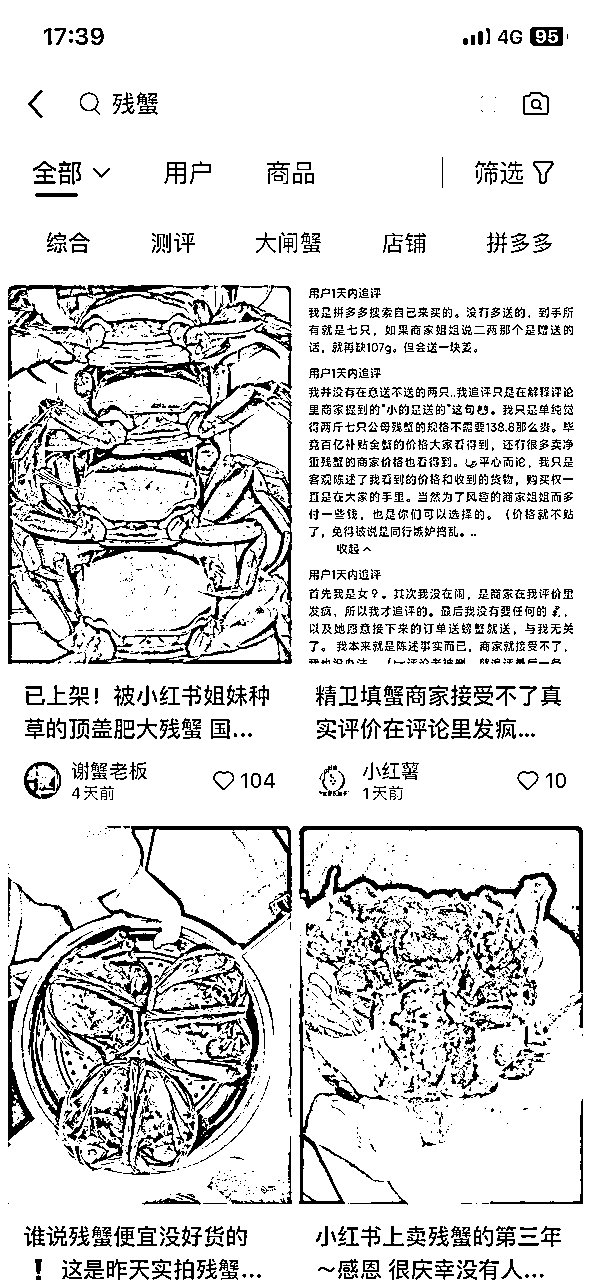 17:39
4G 95
残蟹
全部 用户 商品 筛选
综合 测评 大闸蟹 店铺 拼多多
用户1天内追评
我是拼多多搜索自己来买的。没有多送的,到手所
有就是七只,如果商家姐姐说二两那个是赠送的
话,就再缺107g。但会送一块姜。
用户1天内追评
我并没有在意送不送的两只..我追评只是在解释评论
里商家提到的“小的是送的”这句。我只是单纯觉
得两斤七只公母残蟹的规格不需要138.8那么贵。毕
竟百亿补贴全蟹的价格大家看得到,还有很多卖净
重残蟹的商家价格也看得到。平心而论,我只是
客观陈述了我看到的价格和收到的货物,购买权一
直是在大家的手里。当然为了风趣的商家姐姐而多
付一些钱,也是你们可以选择的。(价格就不贴
了,免得被说是同行嫉妒捣乱。..
收起
用户1天内追评
首先我是女?。其次我没在闹,是商家在我评价里
发疯,所以我才追评的。最后我没有要任何的
以及她愿意接下来的订单送螃蟹就送,与我无关
了。我本来就是陈述事实而已,商家就接受不了,
已上架!被小红书姐妹种
草的顶盖肥大残蟹 国...
谢蟹老板
4天前
104
精卫填蟹商家接受不了真
实评价在评论里发疯...
小红薯
1天前
10
谁说残蟹便宜没好货的
! 这是昨天实拍残蟹...
小红书上卖残蟹的第三年
～感恩 很庆幸没有人...